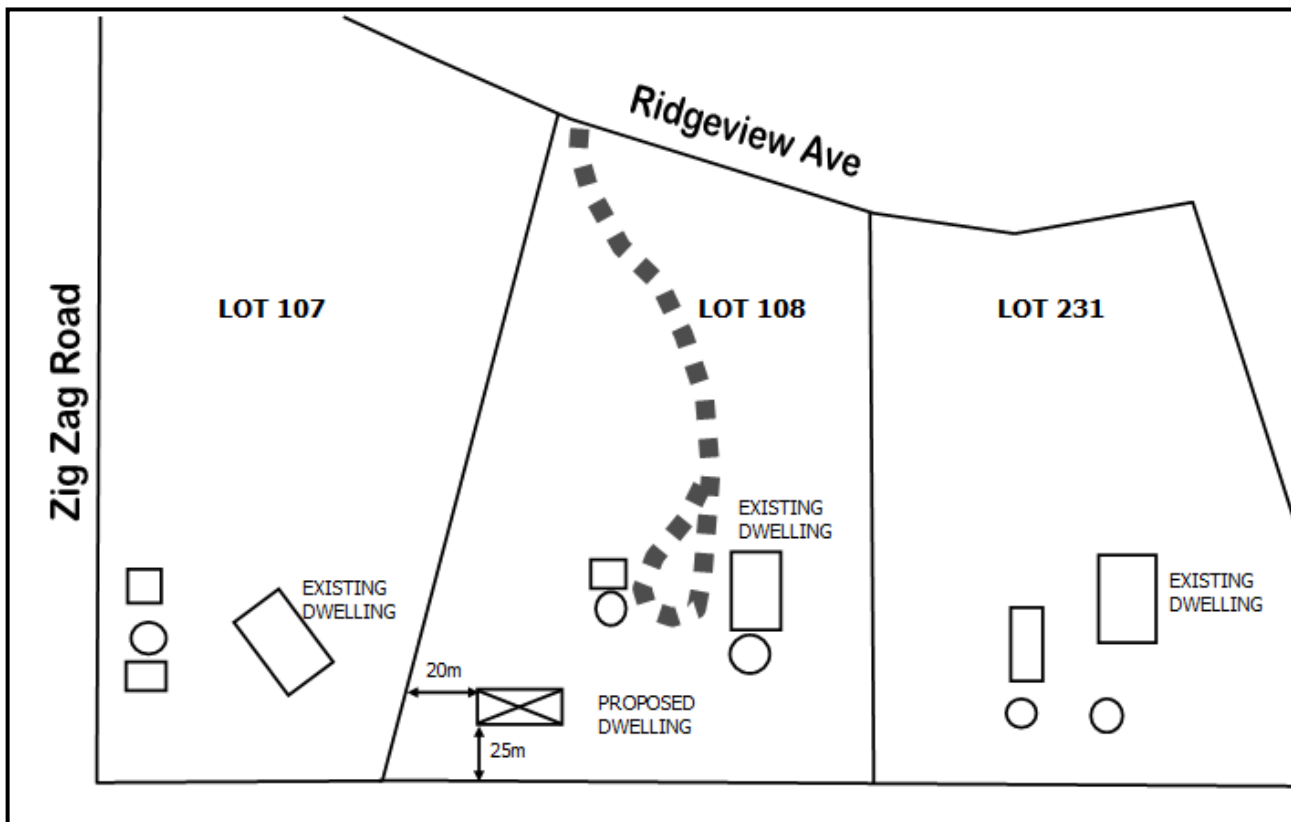 Ridgeview Ave
Zig Zag Road
LOT 107
LOT 108
LOT 231
EXISTING
DWELLING
EXISTING
DWELLING
EXISTING
DWELLING
20m
PROPOSED
DWELLING
25m